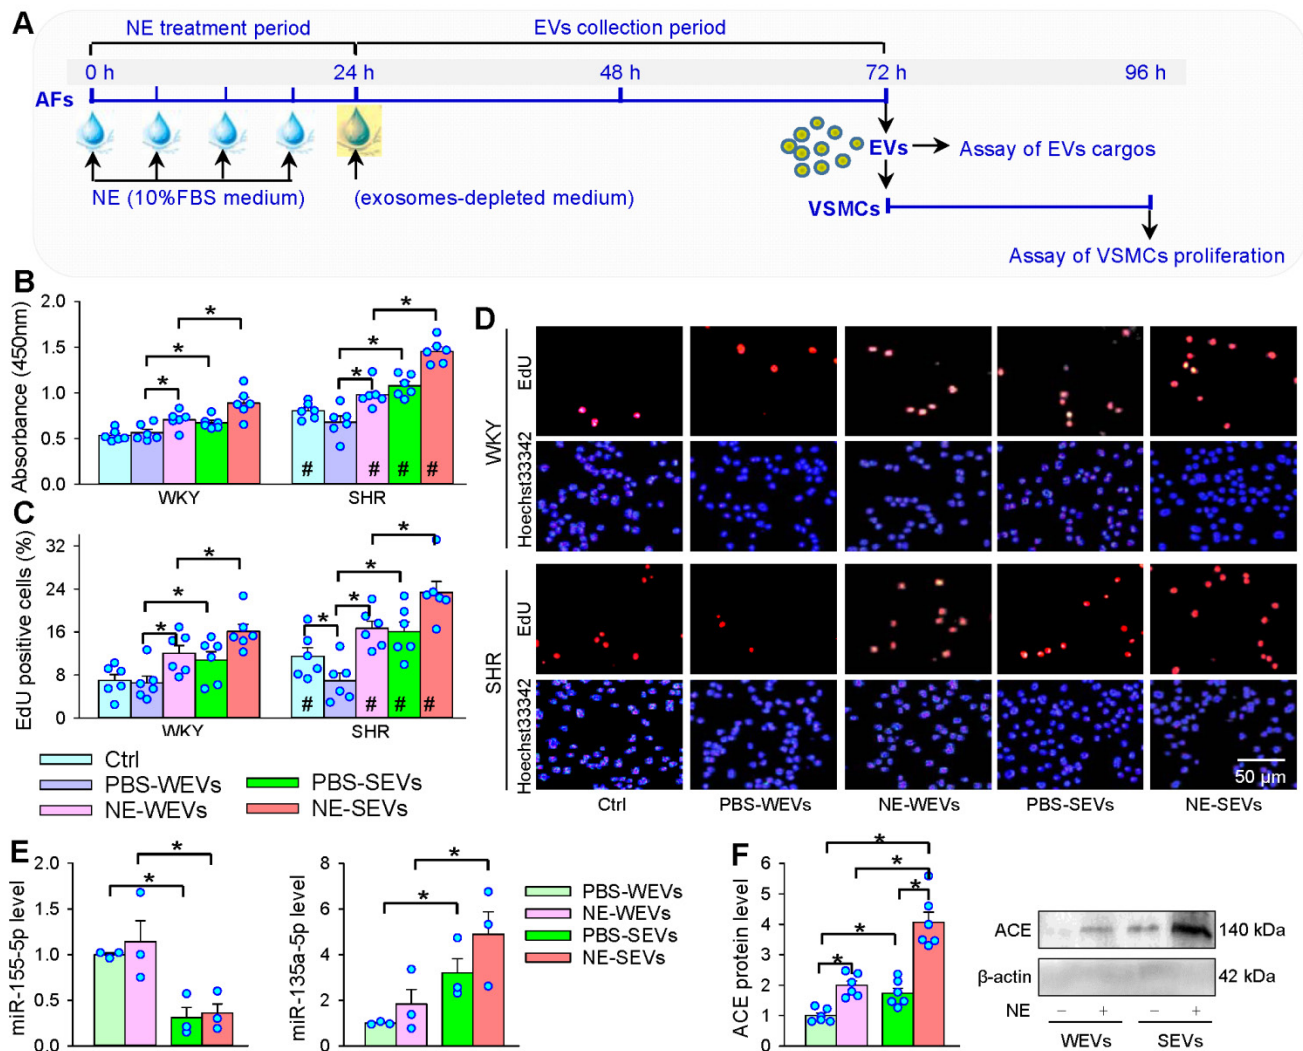 A
NE treatment period
EVs collection period
0 h
24 h
48 h
72 h
96 h
AFs
EVs
Assay of EVs cargos
NE (10%FBS medium)
(exosomes-depleted medium)
VSMCs
Assay of VSMCs proliferation
B
Absorbance (450nm)
2.0
1.5
1.0
0.5
0.0
*
*
*
*
*
*
#
#
#
#
WKY
SHR
C
EdU positive cells (%)
32
24
16
8
0
*
*
*
*
*
*
*
#
#
#
#
WKY
SHR
Ctrl
PBS-WEVs
NE-WEVs
PBS-SEVs
NE-SEVs
D
WKY
EdU
Hoechst33342
SHR
EdU
Hoechst33342
50 μm
Ctrl
PBS-WEVs
NE-WEVs
PBS-SEVs
NE-SEVs
E
miR-155-5p level
2.0
1.5
1.0
0.5
0.0
*
*
miR-135a-5p level
8
6
4
2
0
*
*
PBS-WEVs
NE-WEVs
PBS-SEVs
NE-SEVs
F
ACE protein level
6
5
4
3
2
1
0
*
*
*
*
*
ACE
140 kDa
β-actin
42 kDa
NE
− + − +
WEVs
SEVs